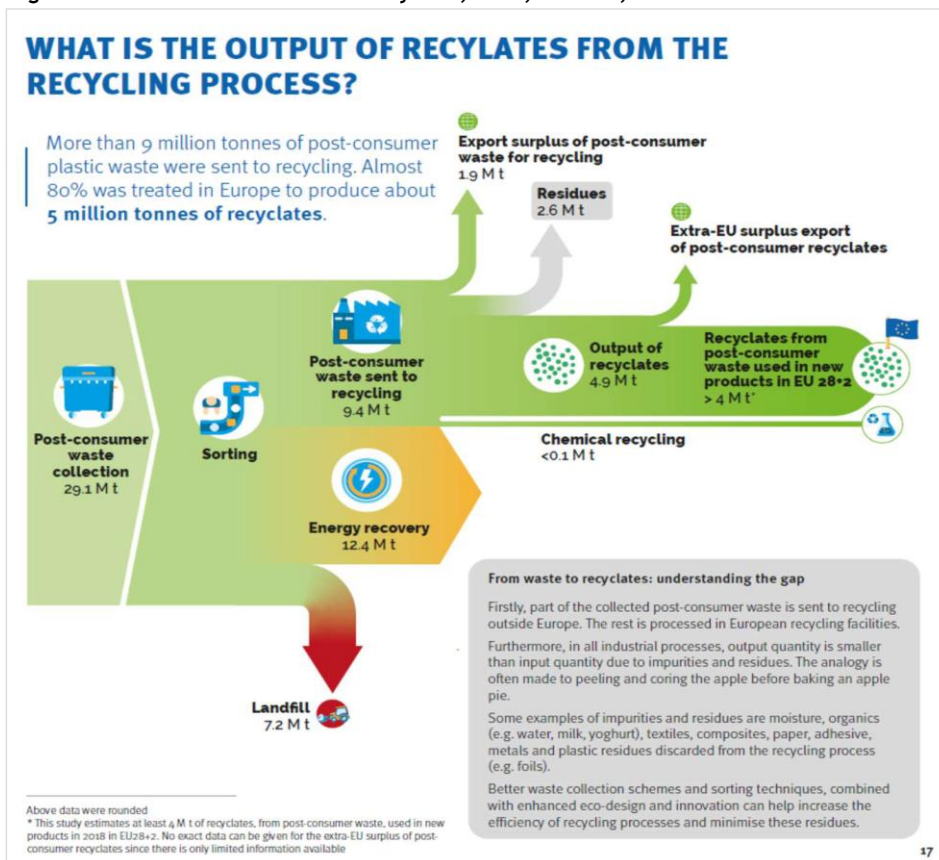 WHAT IS THE OUTPUT OF RECYLATES FROM THE
RECYCLING PROCESS?
More than 9 million tonnes of post-consumer
plastic waste were sent to recycling. Almost
80% was treated in Europe to produce about
5 million tonnes of recyclates.
Export surplus of post-consumer
waste for recycling
1.9 M t
Residues
2.6 M t
Extra-EU surplus export
of post-consumer recyclates
Post-consumer
waste sent to
recycling
9.4 M t
Output of
recyclates
4.9 M t
Recyclates from
post-consumer
waste used in new
products in EU 28+2
> 4 M t*
Post-consumer
waste
collection
29.1 M t
Sorting
Chemical recycling
<0.1 M t
Energy recovery
12.4 M t
Landfill
7.2 M t
From waste to recyclates: understanding the gap
Firstly, part of the collected post-consumer waste is sent to recycling
outside Europe. The rest is processed in European recycling facilities.
Furthermore, in all industrial processes, output quantity is smaller
than input quantity due to impurities and residues. The analogy is
often made to peeling and coring the apple before baking an apple
pie.
Some examples of impurities and residues are moisture, organics
(e.g. water, milk, yoghurt), textiles, composites, paper, adhesive,
metals and plastic residues discarded from the recycling process
(e.g. foils).
Better waste collection schemes and sorting techniques, combined
with enhanced eco-design and innovation can help increase the
efficiency of recycling processes and minimise these residues.
Above data were rounded
* This study estimates at least 4 M t of recyclates, from post-consumer waste, used in new
products in 2018 in EU28+2. No exact data can be given for the extra-EU surplus of post-
consumer recyclates since there is only limited information available
17